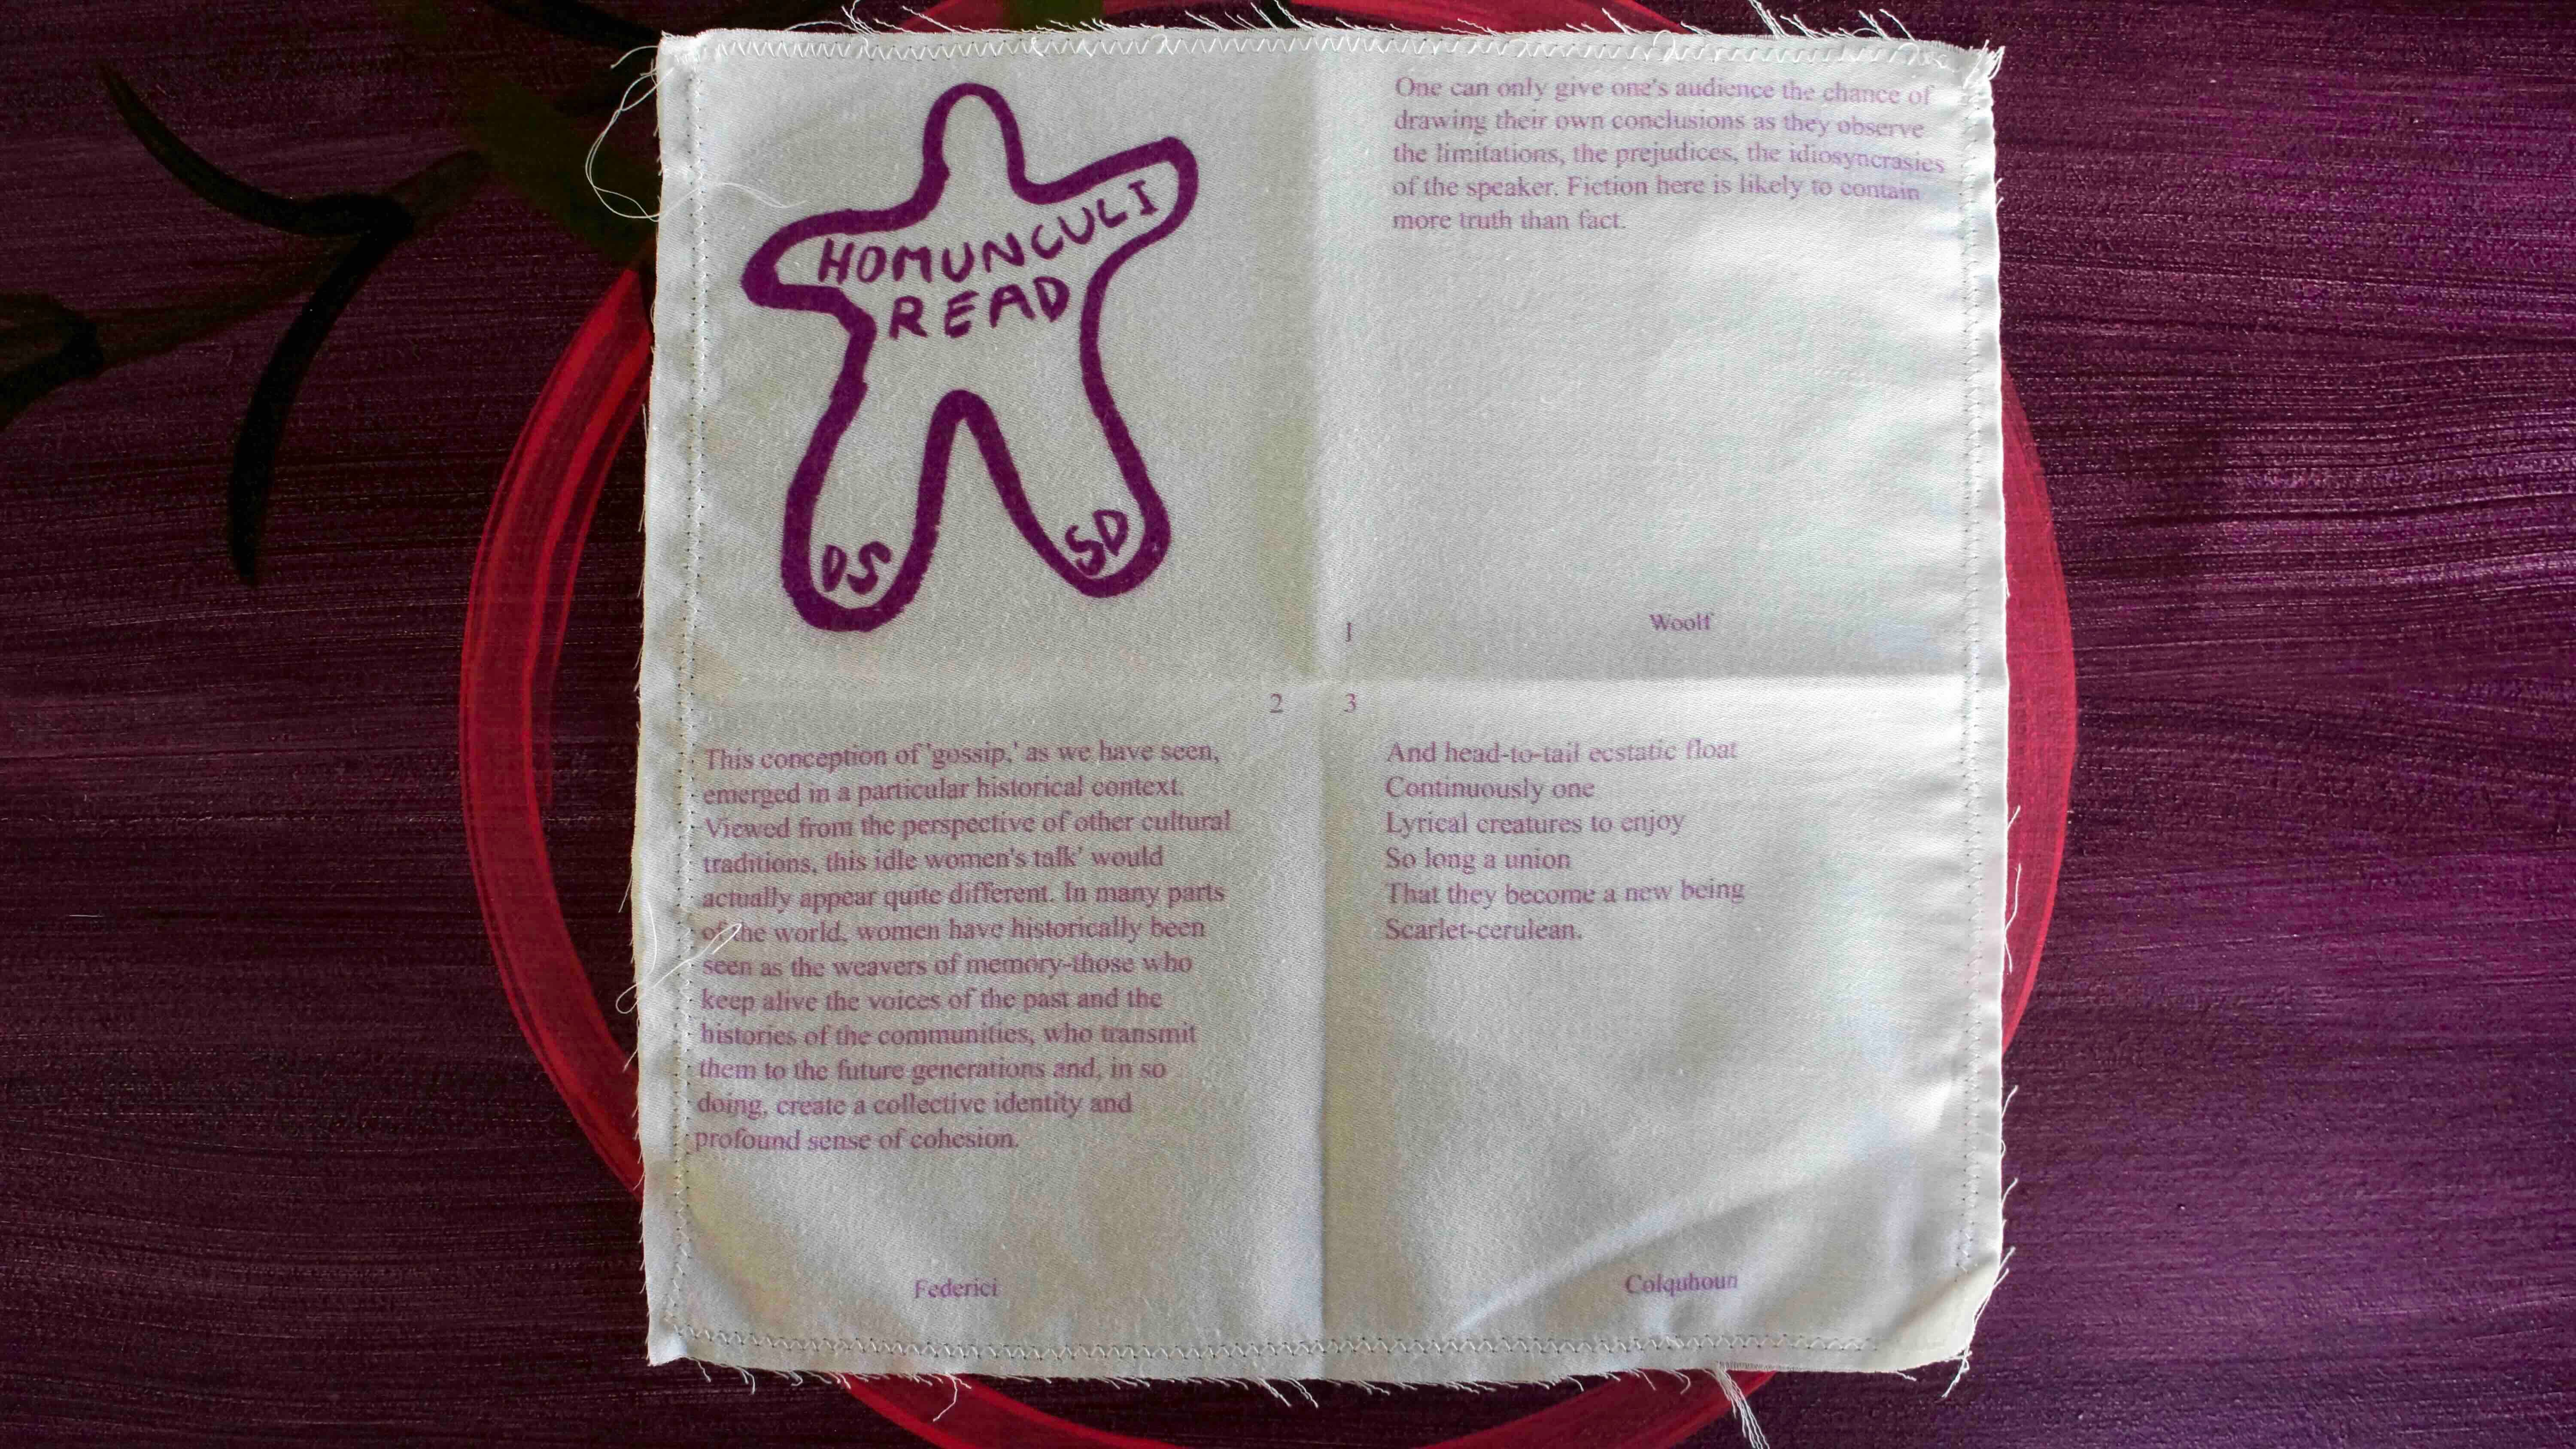 HOMUNCULI
READ
DS
SD
One can only give one's audience the chance of
drawing their own conclusions as they observe
the limitations, the prejudices, the idiosyncrasies
of the speaker. Fiction here is likely to contain
more truth than fact.
1
Woolf
2
This conception of 'gossip,' as we have seen,
emerged in a particular historical context.
Viewed from the perspective of other cultural
traditions, this idle women's talk' would
actually appear quite different. In many parts
of the world, women have historically been
seen as the weavers of memory-those who
keep alive the voices of the past and the
histories of the communities, who transmit
them to the future generations and, in so
doing, create a collective identity and
profound sense of cohesion.
Federici
3
And head-to-tail ecstatic float
Continuously one
Lyrical creatures to enjoy
So long a union
That they become a new being
Scarlet-cerulean.
Colquhoun